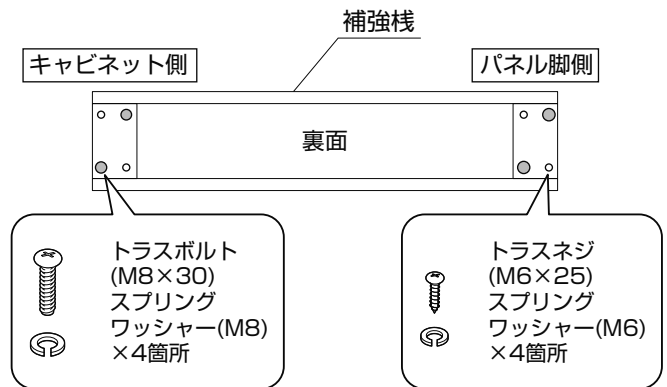 補強桟
キャビネット側
パネル脚側
裏面
トラスボルト
(M8×30)
スプリング
ワッシャー(M8)
×4箇所
トラスネジ
(M6×25)
スプリング
ワッシャー(M6)
×4箇所